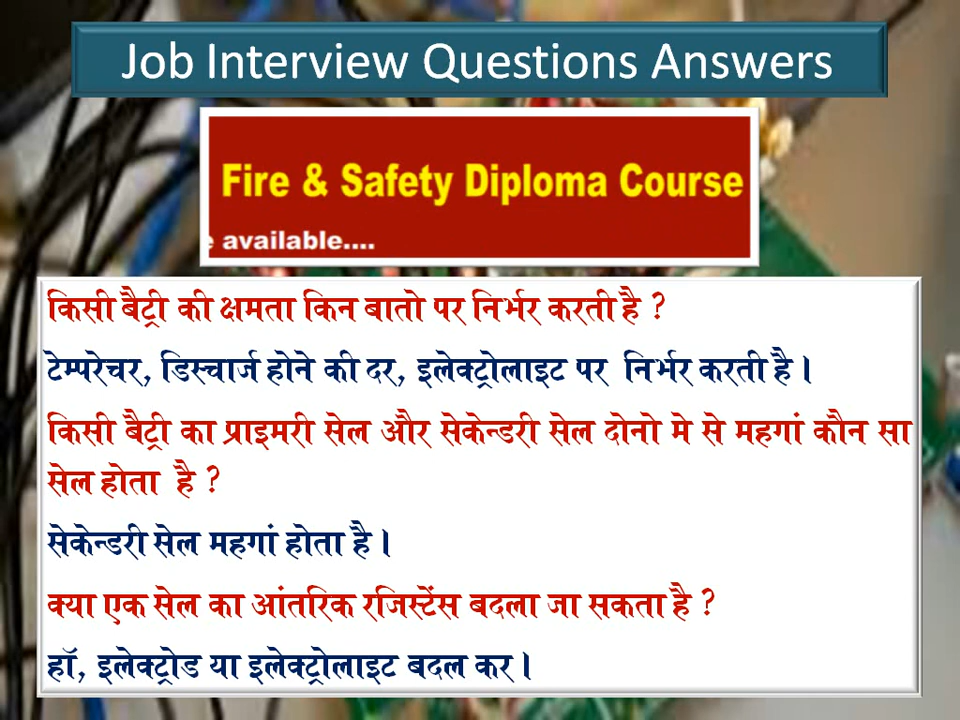 Job Interview Questions Answers
Fire & Safety Diploma Course
available....
किसी बैट्री की क्षमता किन बातो पर निर्भर करती है ?
टेम्परेचर, डिस्चार्ज होने की दर, इलेक्ट्रोलाइट पर निर्भर करती है ।
किसी बैट्री का प्राइमरी सेल और सेकेन्डरी सेल दोनो मे से महगां कौन सा
सेल होता है ?
सेकेन्डरी सेल महगां होता है ।
क्या एक सेल का आंतरिक रजिस्टेंस बदला जा सकता है ?
हॉ, इलेक्ट्रोड या इलेक्ट्रोलाइट बदल कर ।